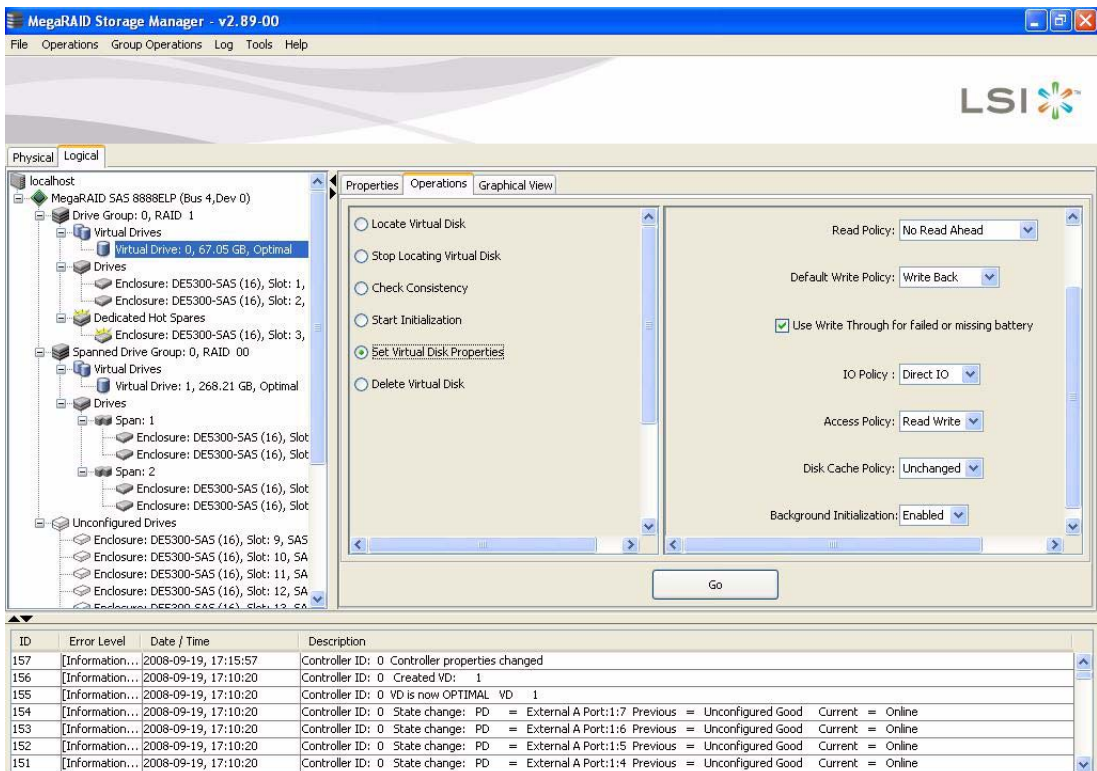 MegaRAID Storage Manager - v2.89-00
File Operations Group Operations Log Tools Help
LSI
Physical Logical
localhost
MegaRAID SAS 8888ELP (Bus 4,Dev 0)
Drive Group: 0, RAID 1
Virtual Drives
Virtual Drive: 0, 67.05 GB, Optimal
Drives
Enclosure: DE5300-SAS (16), Slot: 1,
Enclosure: DE5300-SAS (16), Slot: 2,
Dedicated Hot Spares
Enclosure: DE5300-SAS (16), Slot: 3,
Spanned Drive Group: 0, RAID 00
Virtual Drives
Virtual Drive: 1, 268.21 GB, Optimal
Drives
Span: 1
Enclosure: DE5300-SAS (16), Slot
Enclosure: DE5300-SAS (16), Slot
Span: 2
Enclosure: DE5300-SAS (16), Slot
Enclosure: DE5300-SAS (16), Slot
Unconfigured Drives
Enclosure: DE5300-SAS (16), Slot: 9, SAS
Enclosure: DE5300-SAS (16), Slot: 10, SA
Enclosure: DE5300-SAS (16), Slot: 11, SA
Enclosure: DE5300-SAS (16), Slot: 12, SA
Enclosure: DE5300-SAS (16), Slot: 13, SA
Properties Operations Graphical View
Locate Virtual Disk
Stop Locating Virtual Disk
Check Consistency
Start Initialization
Set Virtual Disk Properties
Delete Virtual Disk
Read Policy: No Read Ahead
Default Write Policy: Write Back
Use Write Through for failed or missing battery
IO Policy : Direct IO
Access Policy: Read Write
Disk Cache Policy: Unchanged
Background Initialization: Enabled
Go
ID Error Level Date / Time Description
157 [Information... 2008-09-19, 17:15:57 Controller ID: 0 Controller properties changed
156 [Information... 2008-09-19, 17:10:20 Controller ID: 0 Created VD: 1
155 [Information... 2008-09-19, 17:10:20 Controller ID: 0 VD is now OPTIMAL VD 1
154 [Information... 2008-09-19, 17:10:20 Controller ID: 0 State change: PD = External A Port:1:7 Previous = Unconfigured Good Current = Online
153 [Information... 2008-09-19, 17:10:20 Controller ID: 0 State change: PD = External A Port:1:6 Previous = Unconfigured Good Current = Online
152 [Information... 2008-09-19, 17:10:20 Controller ID: 0 State change: PD = External A Port:1:5 Previous = Unconfigured Good Current = Online
151 [Information... 2008-09-19, 17:10:20 Controller ID: 0 State change: PD = External A Port:1:4 Previous = Unconfigured Good Current = Online